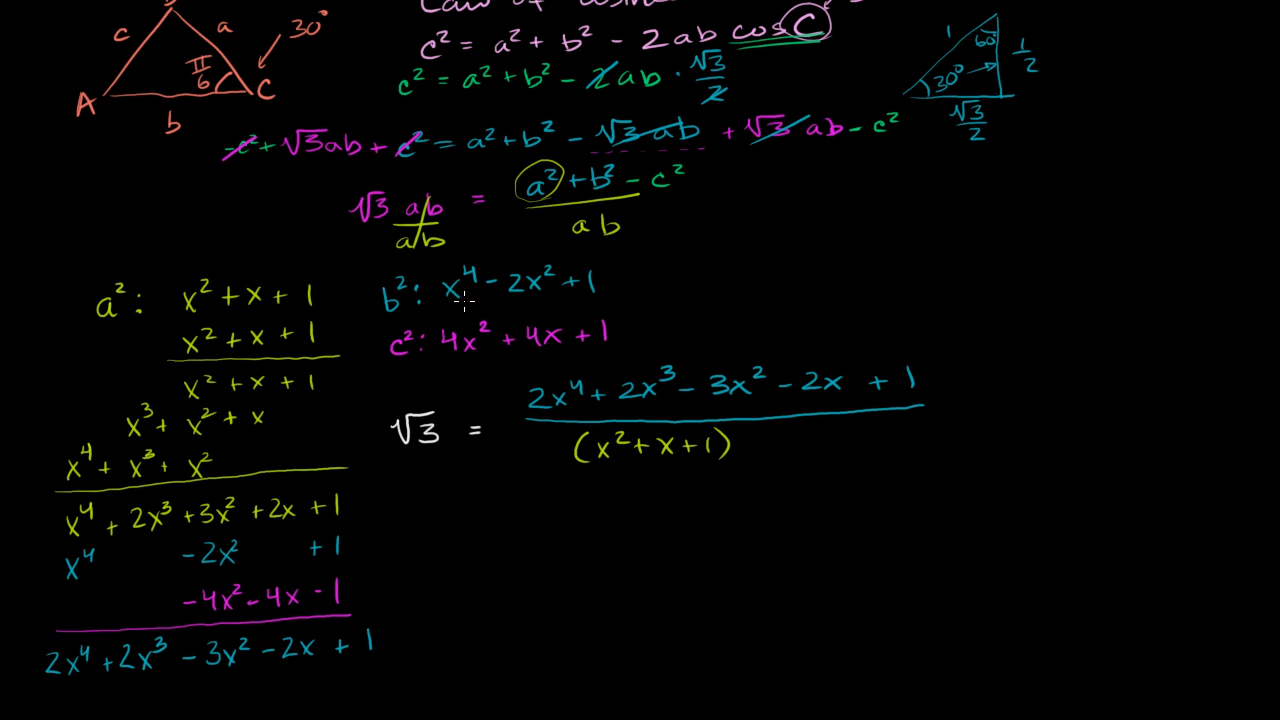 Law of
c² = a² + b² - 2ab cos C
c a 30°
π/6
A b C
1 60° 1/2
30°
√3/2
c² = a² + b² - 2ab · √3/2
-c² + √3ab + c² = a² + b² - √3ab + √3ab - c²
√3 ab/ab = (a² + b² - c²)/ab
a²: x² + x + 1
x² + x + 1
x² + x + 1
x³ + x² + x
x⁴ + x³ + x²
x⁴ + 2x³ + 3x² + 2x + 1
x⁴ - 2x² + 1
-4x² - 4x - 1
2x⁴ + 2x³ - 3x² - 2x + 1
b²: x⁴ - 2x² + 1
c²: 4x² + 4x + 1
√3 = 2x⁴ + 2x³ - 3x² - 2x + 1
(x² + x + 1)